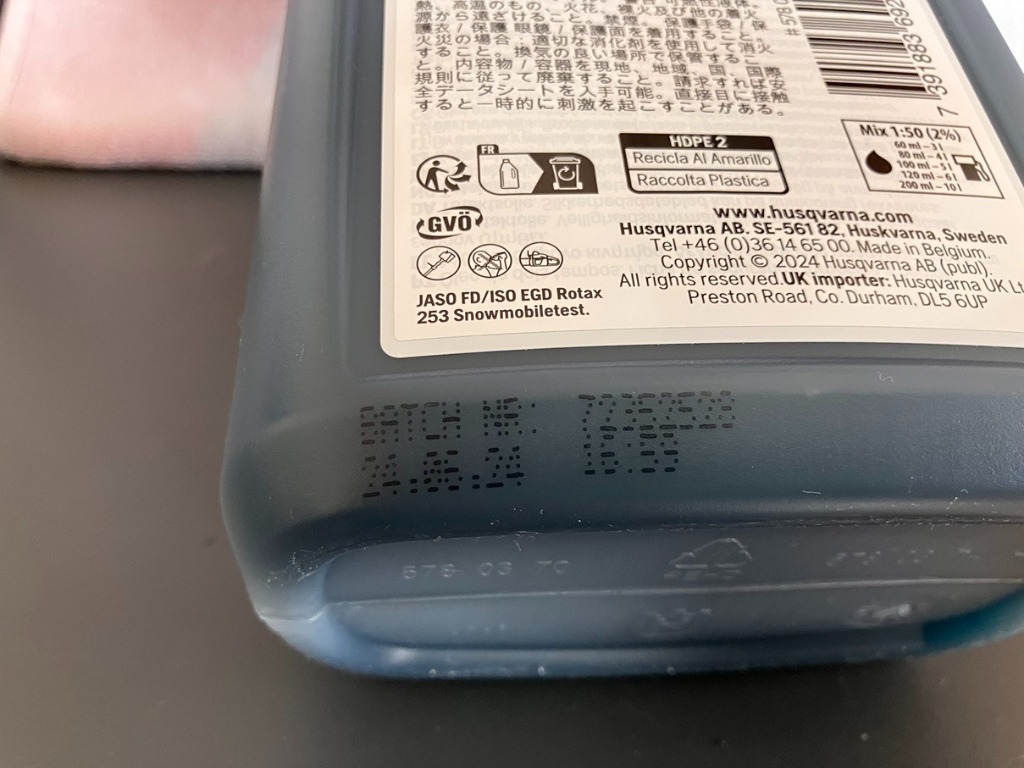 熱、高温のもの、火花、裸火及び他の着火
源から遠ざけること。禁煙。保護手袋/保
護衣/保護眼鏡/保護面を着用すること。
火災の場合:適切な消化剤を使用して消火
すること。換気の良い場所で保管するこ
と。内容物/容器を現地、地域、国、国際
規則に従って廃棄すること。請求すれば安
全データシートを入手可能。直接目に接触
すると一時的に刺激を起こすことがある。
7 391883
FR
HDPE 2
Recicla Al Amarillo
Raccolta Plastica
Mix 1:50 (2%)
60 ml – 3 l
80 ml – 4 l
100 ml – 5 l
120 ml – 6 l
200 ml – 10 l
GVÖ
www.husqvarna.com
Husqvarna AB. SE-561 82, Huskvarna, Sweden
Tel +46 (0)36 14 65 00. Made in Belgium.
Copyright © 2024 Husqvarna AB (publ).
All rights reserved. UK importer: Husqvarna UK
Preston Road, Co. Durham, DL5 6UP
JASO FD/ISO EGD Rotax
253 Snowmobiletest.
BATCH NR:
24.06.24 16:59
578 03 70